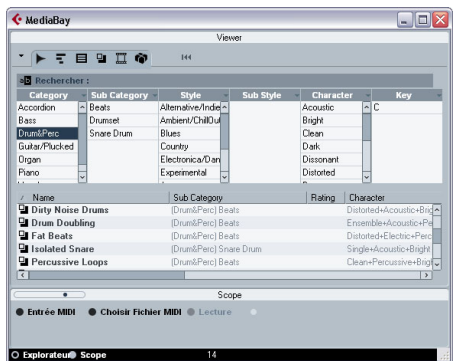 MediaBay
Viewer
Rechercher :
Category Sub Category Style Sub Style Character Key
Accordion Beats Alternative/Indie Acoustic C
Bass Drumset Ambient/ChillOut Bright
Drum&Perc Snare Drum Blues Clean
Guitar/Plucked Country Dark
Organ Electronica/Dan Dissonant
Piano Experimental Distorted
Name Sub Category Rating Character
Dirty Noise Drums (Drum&Perc) Beats Distorted+Acoustic+Brig
Drum Doubling (Drum&Perc) Beats Ensemble+Acoustic+Pe
Fat Beats (Drum&Perc) Beats Distorted+Electric+Perc
Isolated Snare (Drum&Perc) Snare Drum Single+Acoustic+Bright
Percussive Loops (Drum&Perc) Beats Clean+Percussive+Brigh
Scope
Entrée MIDI Choisir Fichier MIDI Lecture
Explorateur Scope 14